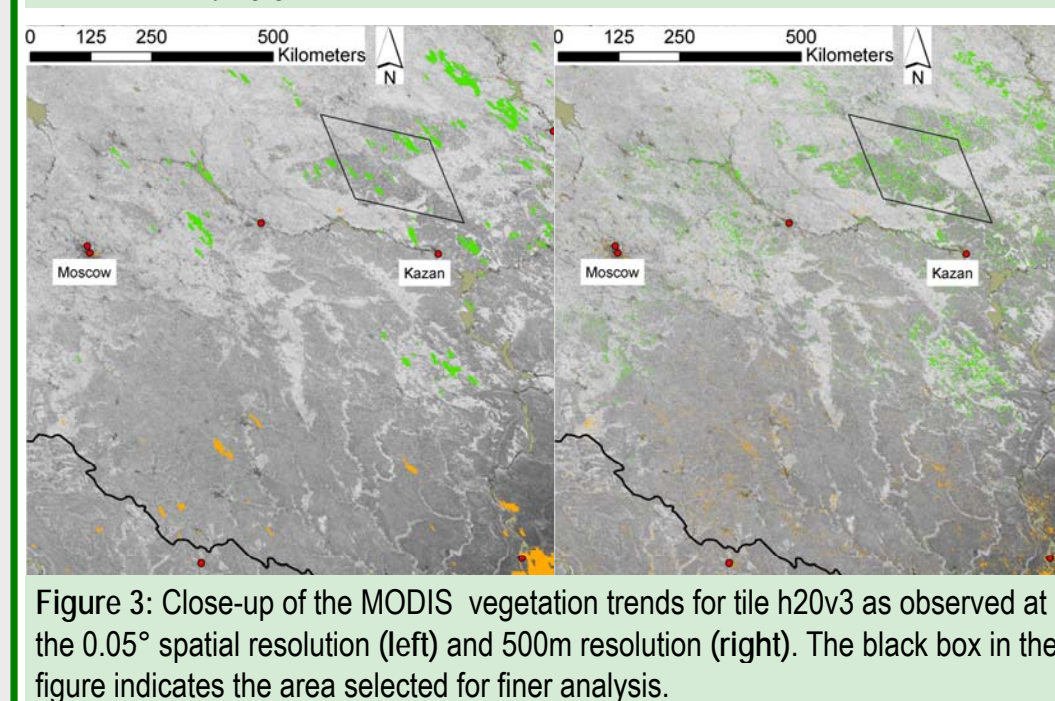 0 125 250 500
Kilometers
N
Moscow
Kazan
0 125 250 500
Kilometers
N
Moscow
Kazan
Figure 3: Close-up of the MODIS vegetation trends for tile h20v3 as observed at
the 0.05° spatial resolution (left) and 500m resolution (right). The black box in the
figure indicates the area selected for finer analysis.